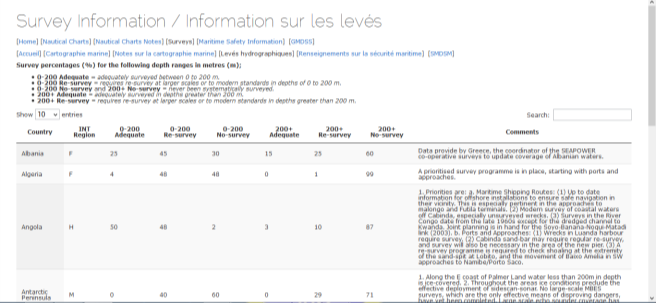 Survey Information / Information sur les levés
[Home] [Nautical Charts] [Nautical Charts Notes] [Surveys] [Maritime Safety Information] [GMDSS]
[Accueil] [Cartographie marine] [Notes sur la cartographie marine] [Levés hydrographiques] [Renseignements sur la sécurité maritime] [SMDSM]
Survey percentages (%) for the following depth ranges in metres (m):
0-200 Adequate = adequately surveyed between 0 to 200 m.
0-200 Re-survey = requires re-survey at larger scales or to modern standards in depths of 0 to 200 m.
0-200 No-survey and 200+ No-survey = never been systematically surveyed.
200+ Adequate = adequately surveyed in depths greater than 200 m.
200+ Re-survey = requires re-survey at larger scales or to modern standards in depths greater than 200 m.
Show 10 entries Search:
Country INT Region 0-200 Adequate 0-200 Re-survey 0-200 No-survey 200+ Adequate 200+ Re-survey 200+ No-survey Comments
Albania F 25 45 30 15 25 60 Data provide by Greece, the coordinator of the SEAPOWER
co-operative surveys to update coverage of Albanian waters.
Algeria F 4 48 48 0 1 99 A prioritised survey programme is in place, starting with ports and
approaches.
Angola H 50 48 2 3 10 87
1. Priorities are: a. Maritime Shipping Routes: (1) Up to date
information for offshore installations to ensure safe navigation in
their vicinity. This is especially pertinent in the approaches to
malongo and Futila terminals. (2) Modern survey of coastal waters
off Cabinda, especially unsurveyed wrecks. (3) Surveys in the River
Congo date from the late 1960s except for the dredged channel to
Kwanda. Joint planning is in hand for the Soyo-Banana-Noqui-Matadi
link (2003). b. Ports and Approaches: (1) Wrecks in Luanda harbour
require survey. (2) Cabinda sand-bar may require regular re-survey,
and survey will also be necessary in the area of the new pier. (3) A
re-survey programme is required to check shoaling at the extremity
of the sand-spit at Lobito, and the movement of Baixo Amelia in SW
approaches to Namibe/Porto Saco.
Antarctic Peninsula M 0 40 60 0 29 71
1. Along the E coast of Palmer Land water less than 200m in depth
is ice-covered. 2. Throughout the areas ice conditions preclude the
effective deployment of sidescan-sonar. No large-scale MBES
surveys, which are the only effective means of disproving dangers,
have yet been completed. Large scale echo sounder coverage has